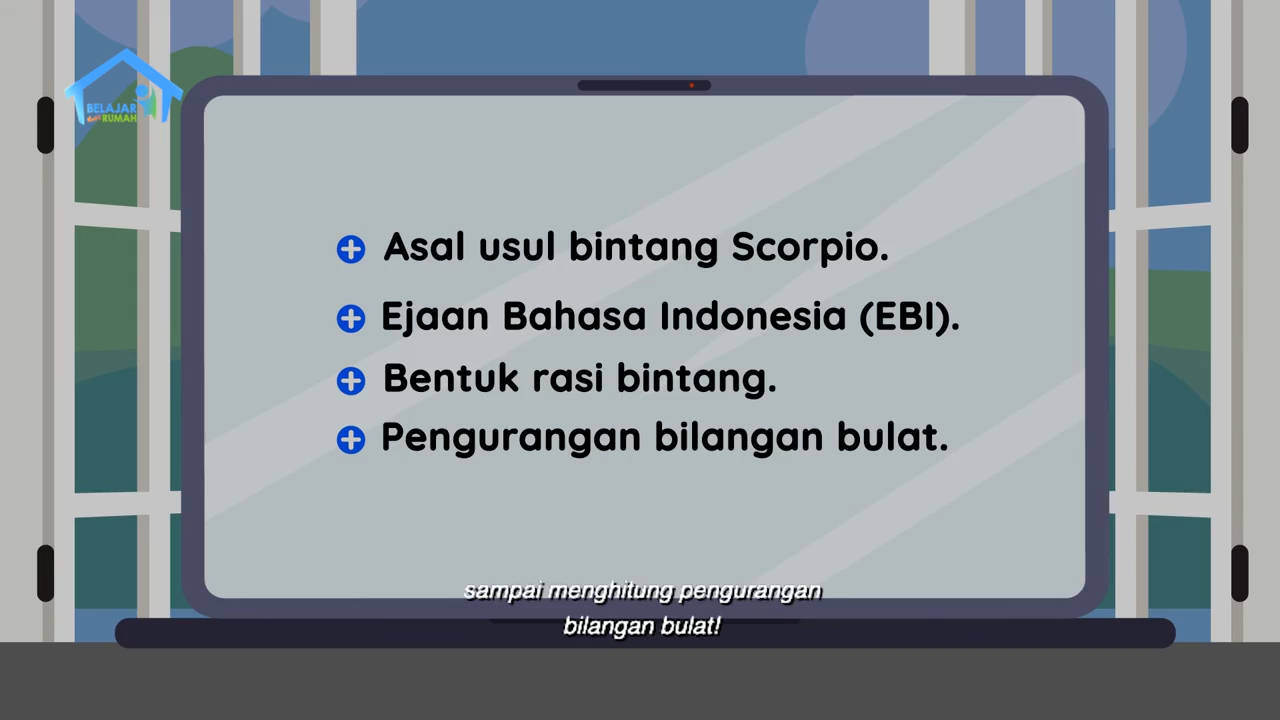 BELAJAR
dari RUMAH
Asal usul bintang Scorpio.
Ejaan Bahasa Indonesia (EBI).
Bentuk rasi bintang.
Pengurangan bilangan bulat.
sampai menghitung pengurangan
bilangan bulat!